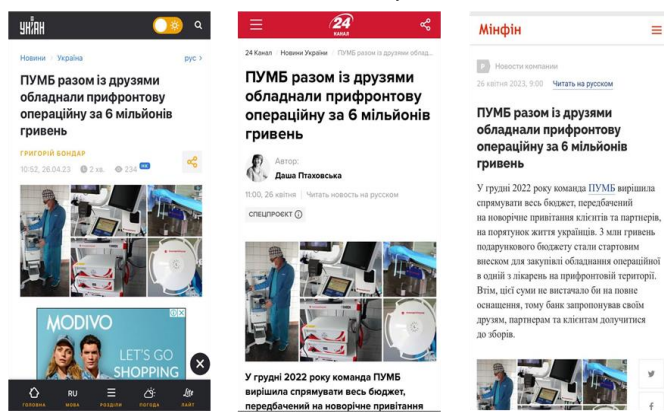 УНІАН
Новини
Україна
рус >
ПУМБ разом із друзями
обладнали прифронтову
операційну за 6 мільйонів
гривень
ГРИГОРІЙ БОНДАР
10:52, 26.04.23
2 хв.
234
MODIVO
LET'S GO
SHOPPING
RU
ГОЛОВНА
МОВА
РОЗДІЛИ
ПОГОДА
ЛАЙТ
24
КАНАЛ
24 Канал
Новини України
ПУМБ разом із друзями облад...
ПУМБ разом із друзями
обладнали прифронтову
операційну за 6 мільйонів
гривень
Автор:
Даша Птаховська
11:00, 26 квітня
Читать новость на русском
СПЕЦПРОЄКТ
У грудні 2022 року команда ПУМБ
вирішила спрямувати весь бюджет,
передбачений на новорічне привітання
Мінфін
Р
Новости компании
26 квітня 2023, 9:00
Читать на русском
ПУМБ разом із друзями
обладнали прифронтову
операційну за 6 мільйонів
гривень
У грудні 2022 року команда ПУМБ вирішила
спрямувати весь бюджет, передбачений
на новорічне привітання клієнтів та партнерів,
на порятунок життя українців. 3 млн гривень
подарункового бюджету стали стартовим
внеском для закупівлі обладнання операційної
в одній з лікарень на прифронтовій території.
Втім, цієї суми не вистачало би на повне
оснащення, тому банк запропонував своїм
друзям, партнерам та клієнтам долучитися
до зборів.